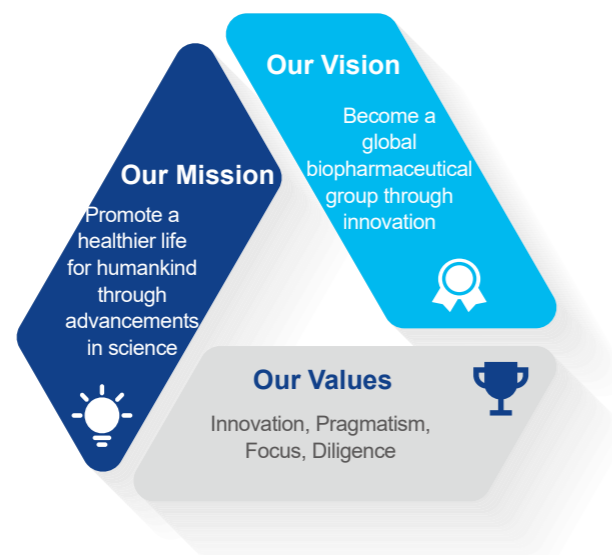 Our Vision
Become a
global
biopharmaceutical
group through
innovation
Our Mission
Promote a
healthier life
for humankind
through
advancements
in science
Our Values
Innovation, Pragmatism,
Focus, Diligence